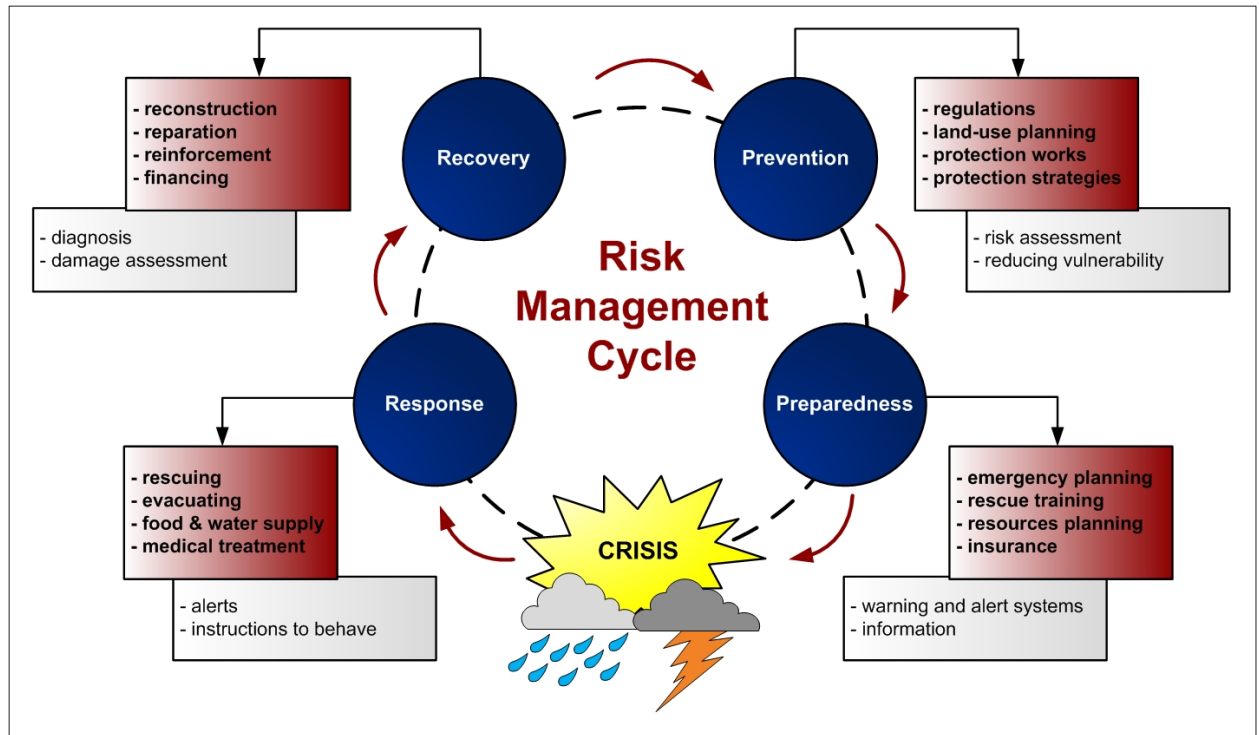 - reconstruction
- reparation
- reinforcement
- financing
- diagnosis
- damage assessment
Recovery
Prevention
- regulations
- land-use planning
- protection works
- protection strategies
- risk assessment
- reducing vulnerability
Risk
Management
Cycle
Response
Preparedness
- rescuing
- evacuating
- food & water supply
- medical treatment
- alerts
- instructions to behave
CRISIS
- emergency planning
- rescue training
- resources planning
- insurance
- warning and alert systems
- information